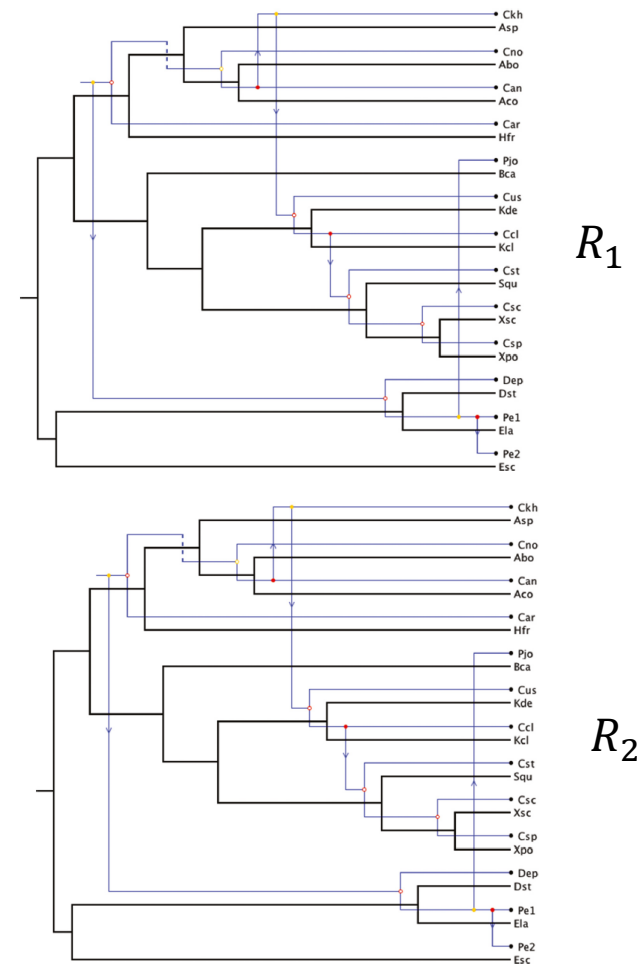 Ckh
Asp
Cno
Abo
Can
Aco
Car
Hfr
Pjo
Bca
Cus
Kde
Ccl
Kcl
Cst
Squ
Csc
Xsc
Csp
Xpo
Dep
Dst
Pe1
Ela
Pe2
Esc
R₁
Ckh
Asp
Cno
Abo
Can
Aco
Car
Hfr
Pjo
Bca
Cus
Kde
Ccl
Kcl
Cst
Squ
Csc
Xsc
Csp
Xpo
Dep
Dst
Pe1
Ela
Pe2
Esc
R₂